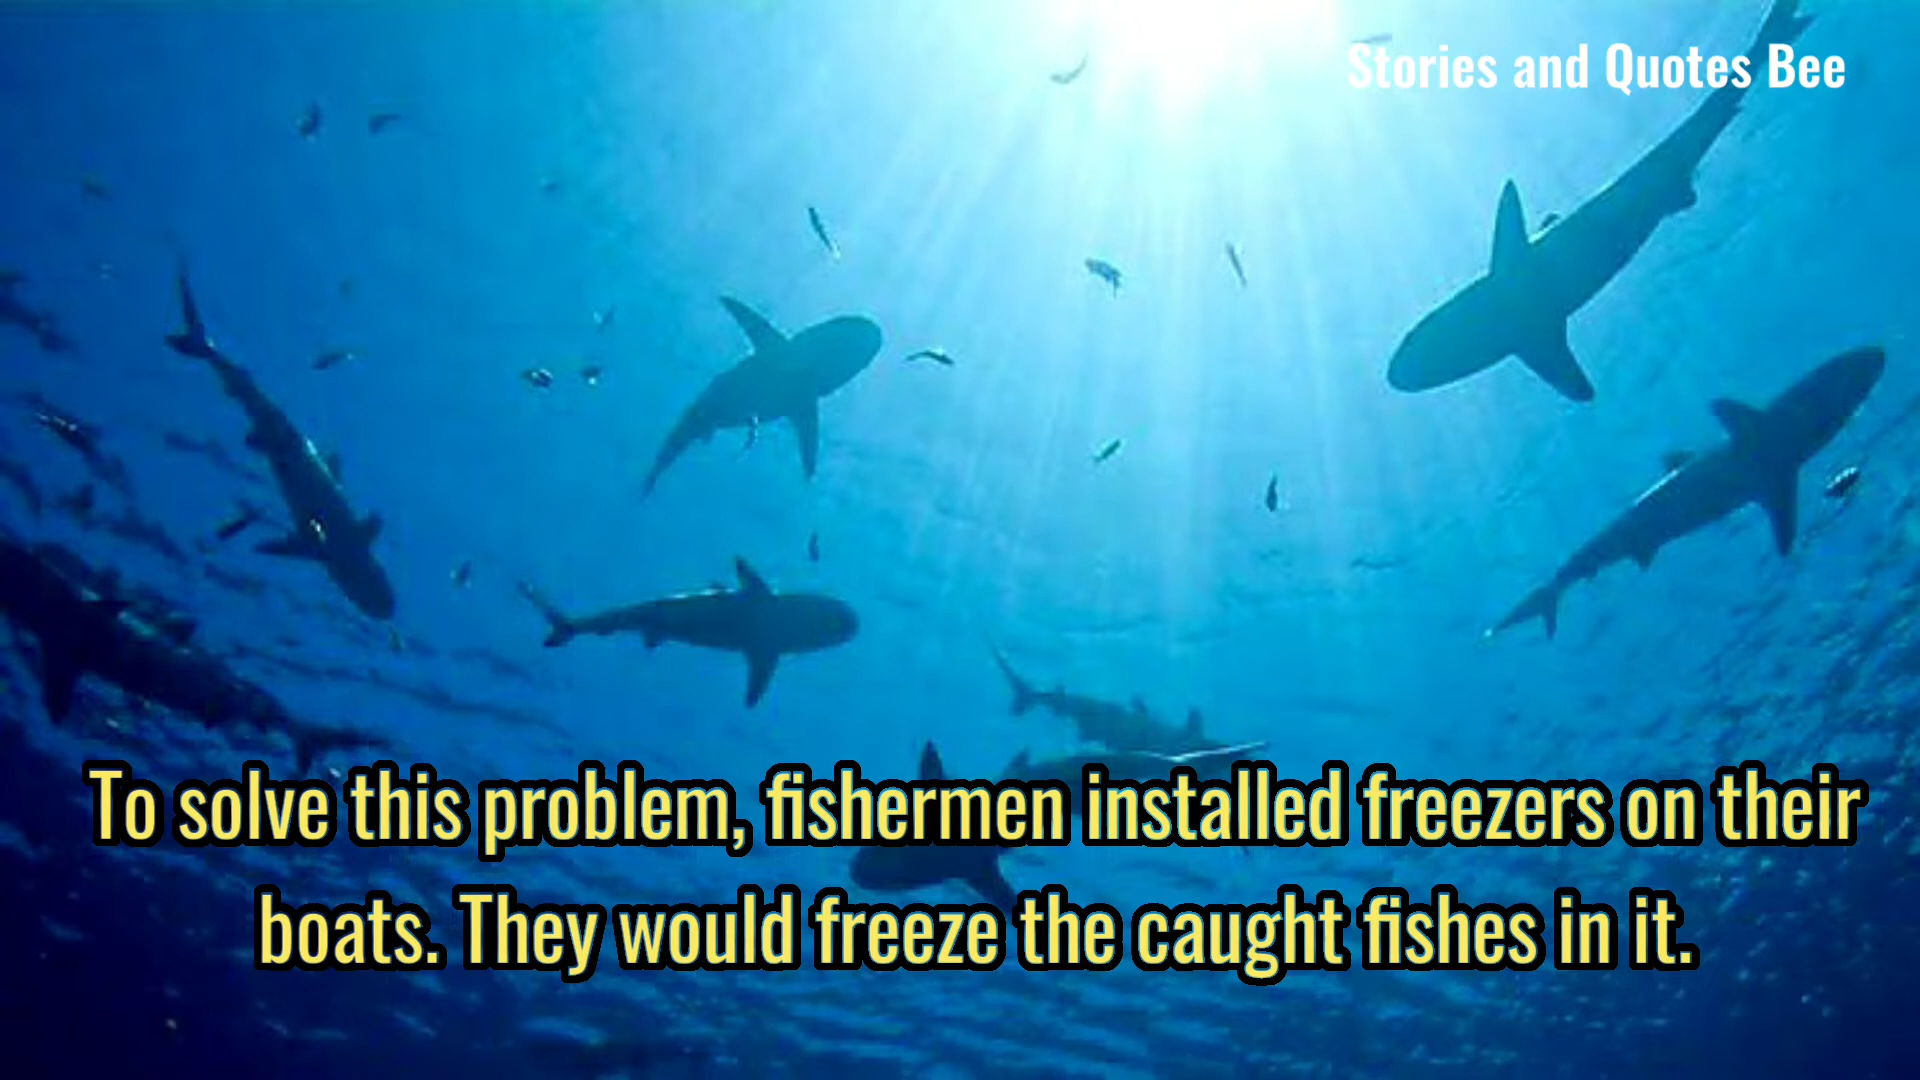 Stories and Quotes Bee
To solve this problem, fishermen installed freezers on their
boats. They would freeze the caught fishes in it.